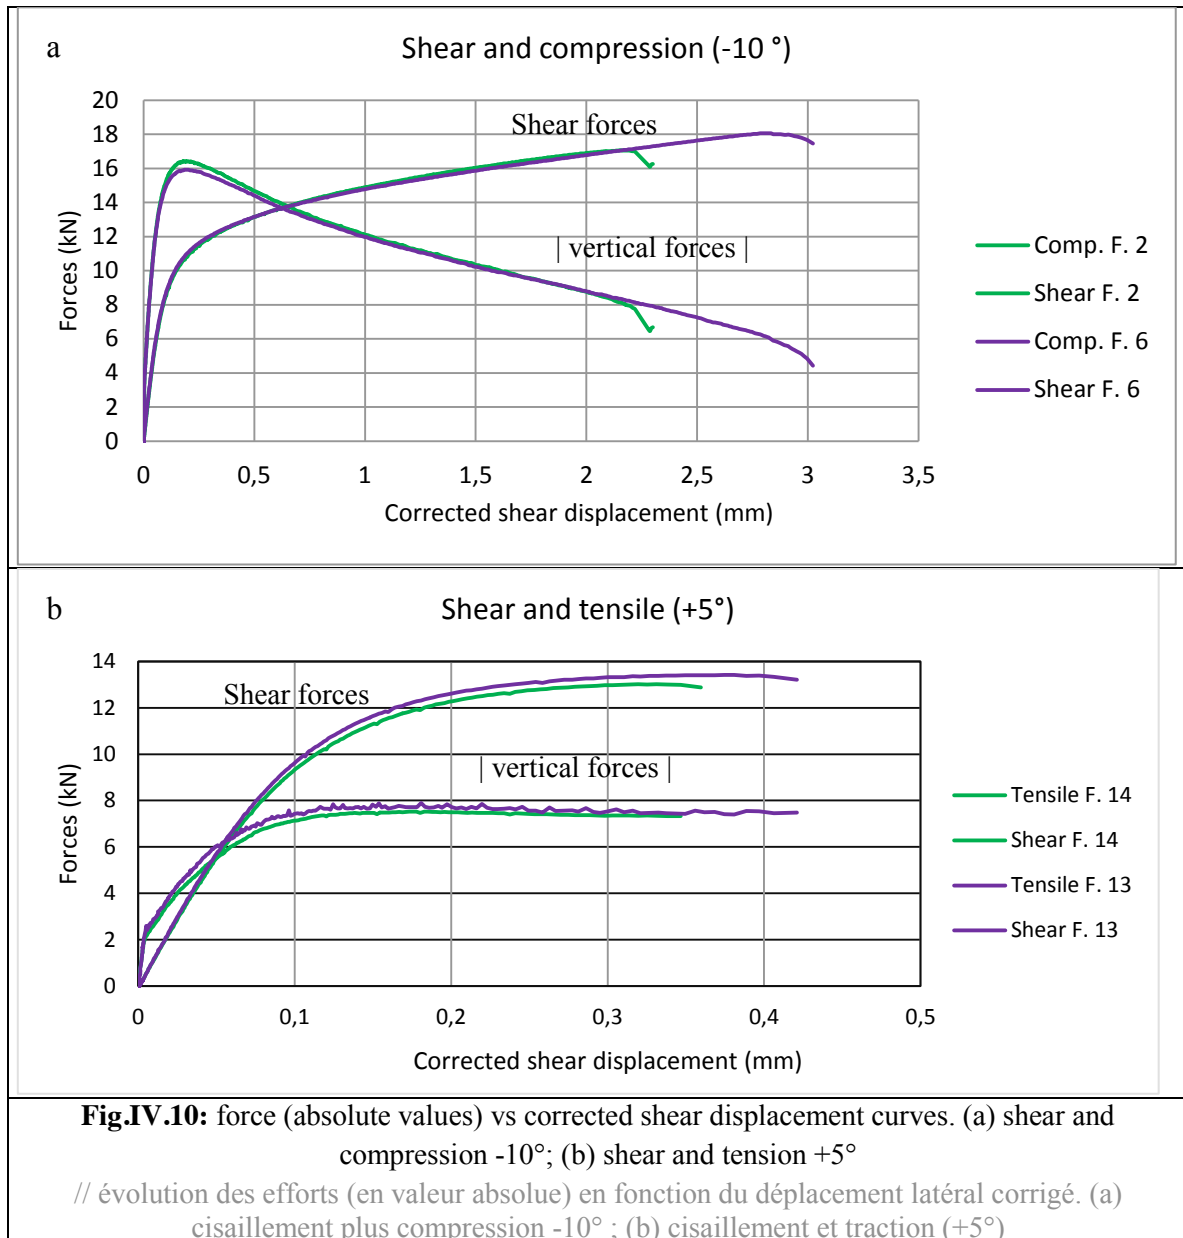 a
Shear and compression (-10 °)
20
18
16
14
12
10
8
6
4
2
0
Forces (kN)
Shear forces
| vertical forces |
0 0,5 1 1,5 2 2,5 3 3,5
Corrected shear displacement (mm)
Comp. F. 2
Shear F. 2
Comp. F. 6
Shear F. 6
b
Shear and tensile (+5°)
14
12
10
8
6
4
2
0
Forces (kN)
Shear forces
| vertical forces |
0 0,1 0,2 0,3 0,4 0,5
Corrected shear displacement (mm)
Tensile F. 14
Shear F. 14
Tensile F. 13
Shear F. 13
Fig.IV.10: force (absolute values) vs corrected shear displacement curves. (a) shear and
compression -10°; (b) shear and tension +5°
// évolution des efforts (en valeur absolue) en fonction du déplacement latéral corrigé. (a)
cisaillement plus compression -10° ; (b) cisaillement et traction (+5°)